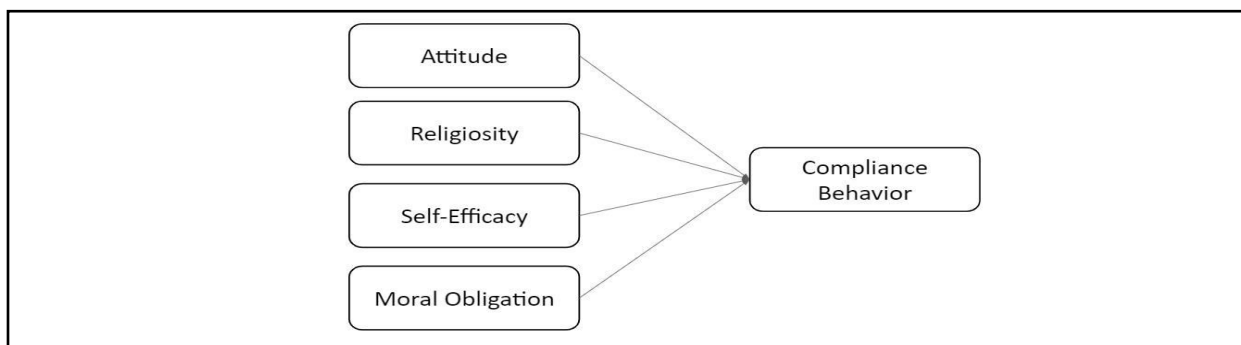 Attitude
Religiosity
Self-Efficacy
Moral Obligation
Compliance
Behavior